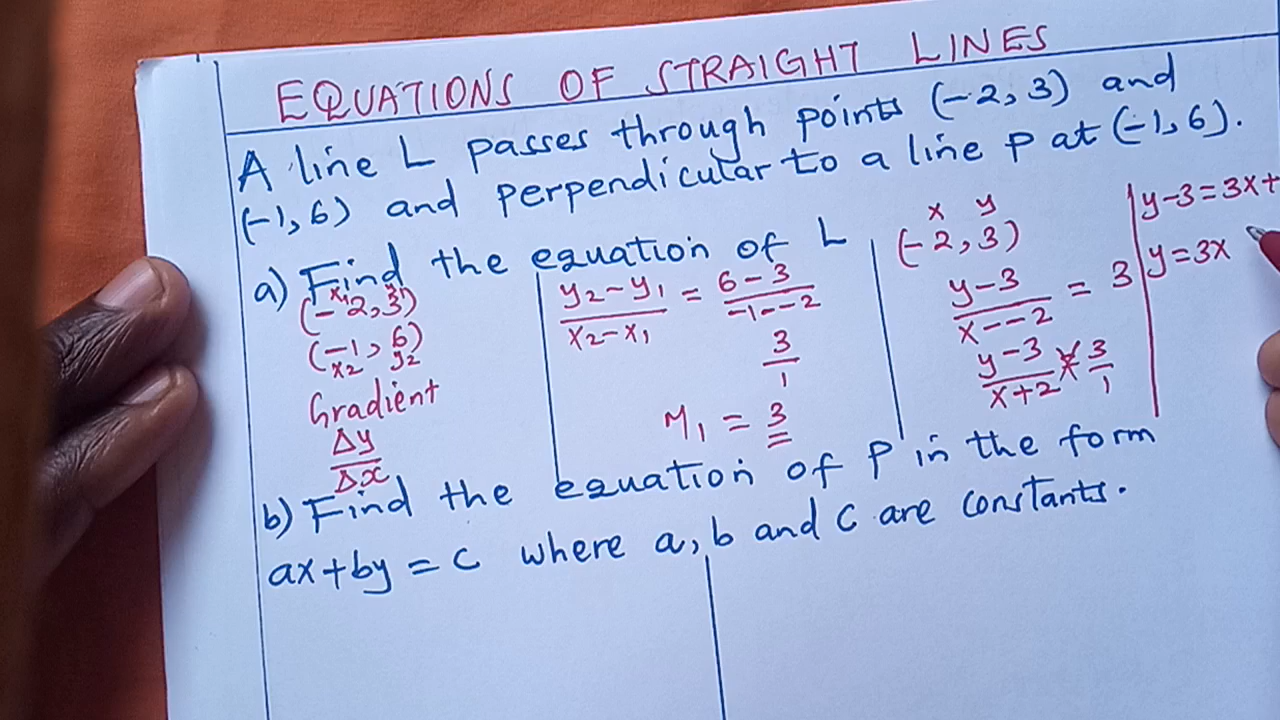 EQUATIONS OF STRAIGHT LINES
A line L passes through points (-2,3) and
(-1,6) and perpendicular to a line P at (-1,6).
a) Find the equation of L
x₁ y₁
(-2,3)
(-1,6)
x₂ y₂
Gradient
Δy
Δx
y₂-y₁ = 6-3
x₂-x₁ -1--2
3
1
M₁ = 3
x y
(-2,3)
y-3 = 3
x--2
y-3 3
x+2 1
y-3=3x+
y=3x
b) Find the equation of P in the form
ax+by=c where a,b and c are constants.